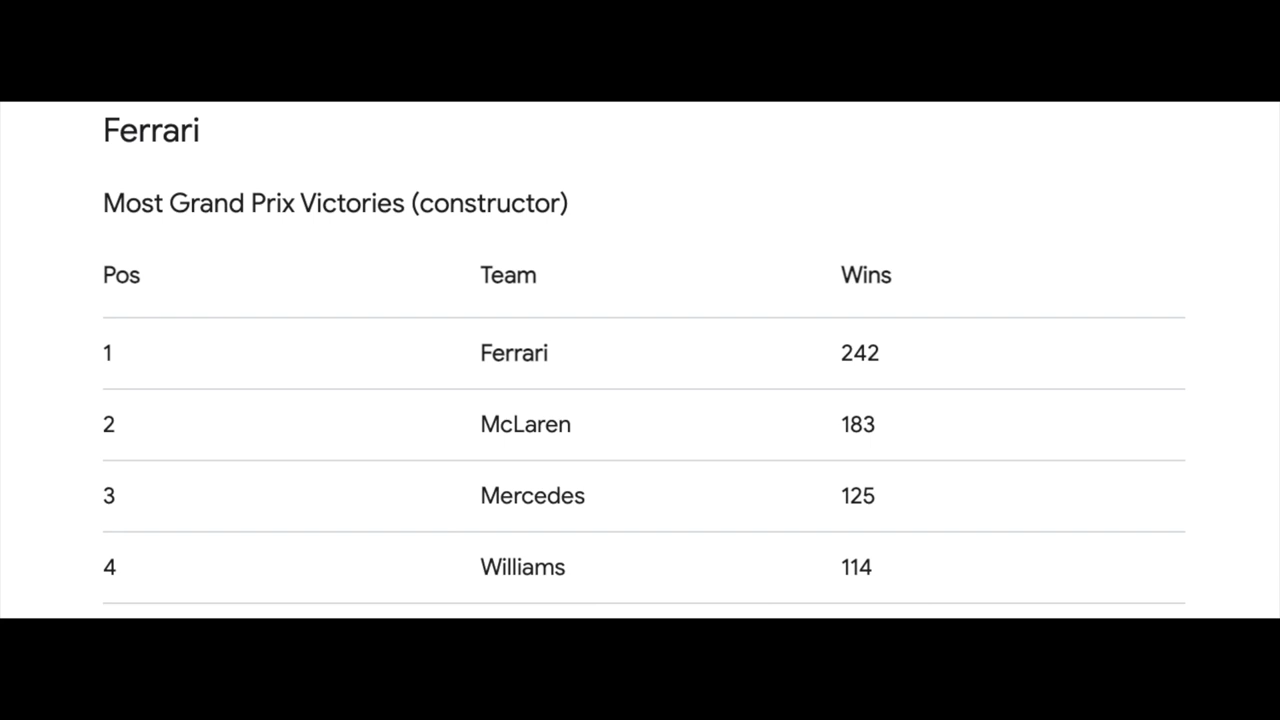 Ferrari
Most Grand Prix Victories (constructor)
Pos Team Wins
1 Ferrari 242
2 McLaren 183
3 Mercedes 125
4 Williams 114